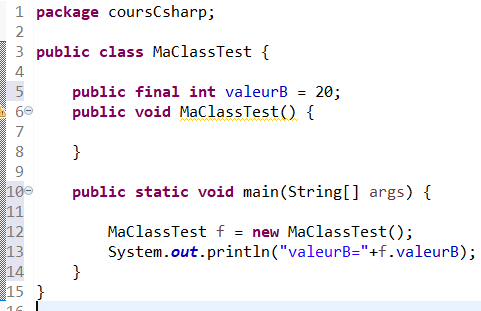 1 package coursCsharp;
2
3 public class MaClassTest {
4
5     public final int valeurB = 20;
6     public void MaClassTest() {
7
8     }
9
10     public static void main(String[] args) {
11
12         MaClassTest f = new MaClassTest();
13         System.out.println("valeurB="+f.valeurB);
14     }
15 }
16